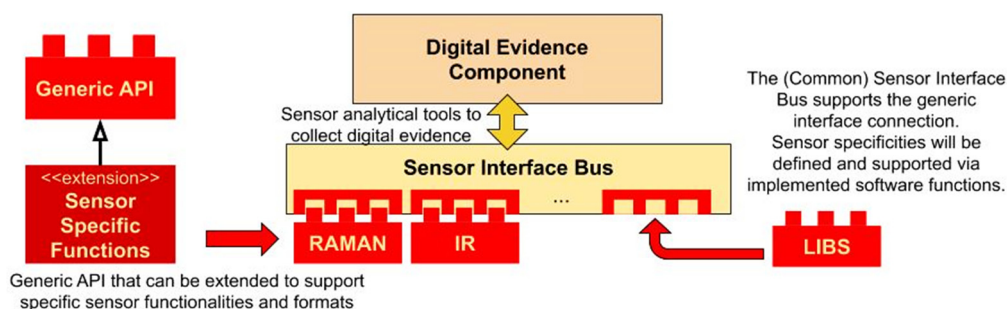 Generic API
<<extension>>
Sensor
Specific
Functions
Generic API that can be extended to support
specific sensor functionalities and formats
Digital Evidence
Component
Sensor analytical tools to
collect digital evidence
Sensor Interface Bus
...
RAMAN
IR
The (Common) Sensor Interface
Bus supports the generic
interface connection.
Sensor specificities will be
defined and supported via
implemented software functions.
LIBS